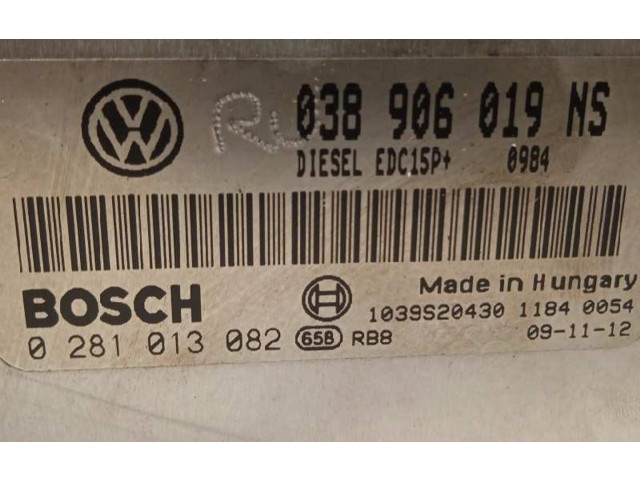 VW
038 906 019 NS
DIESEL EDC15P+ 0984
BOSCH
Made in Hungary
1039S20430 1184 0054
0 281 013 082 658 RB8 09-11-12